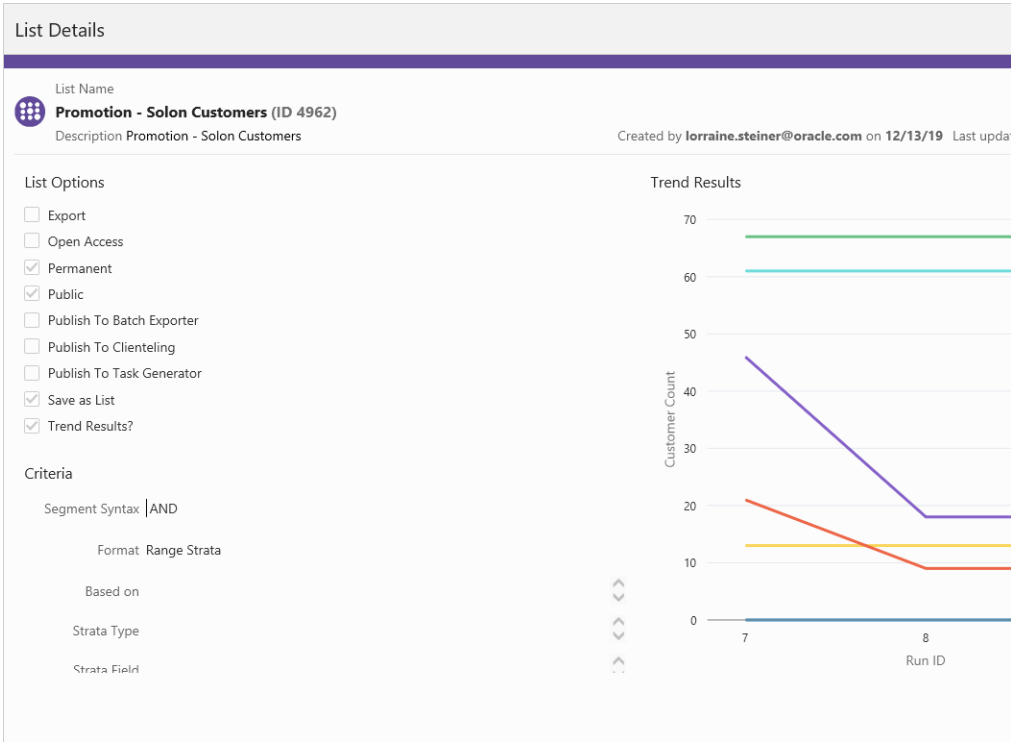 List Details
List Name
Promotion - Solon Customers (ID 4962)
Description Promotion - Solon Customers
Created by lorraine.steiner@oracle.com on 12/13/19 Last
List Options
Export
Open Access
Permanent
Public
Publish To Batch Exporter
Publish To Clienteling
Publish To Task Generator
Save as List
Trend Results?
Criteria
Segment Syntax AND
Format Range Strata
Based on
Strata Type
Strata Field
Trend Results
70
60
50
40
30
20
10
0
Customer Count
7 8
Run ID